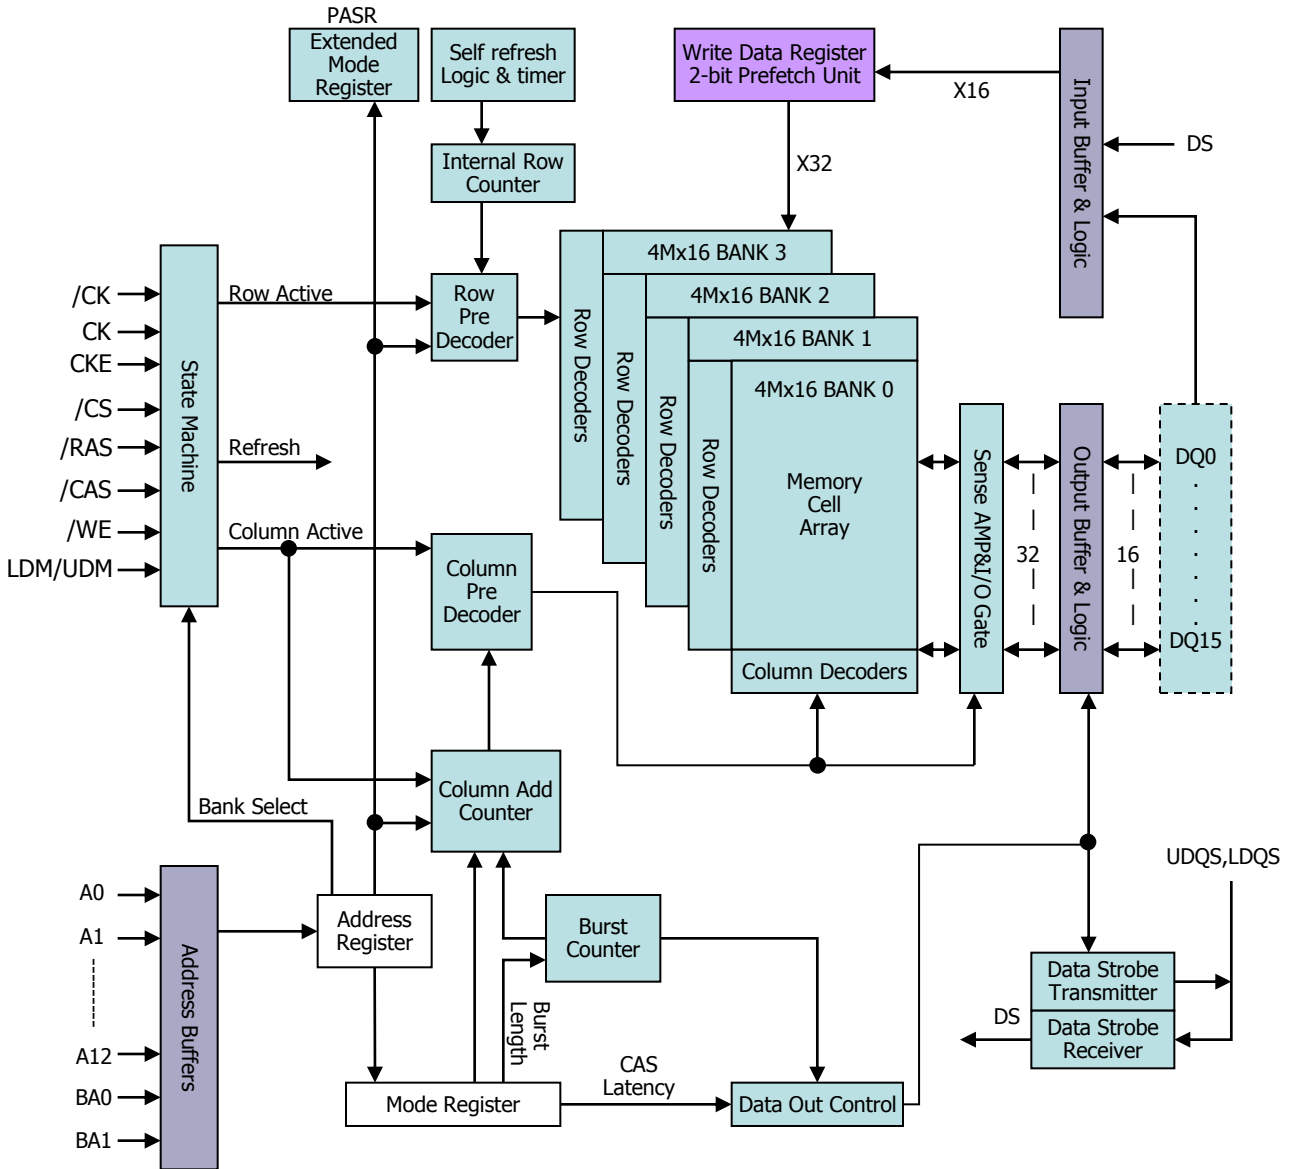 PASR
Extended
Mode
Register
Self refresh
Logic & timer
Write Data Register
2-bit Prefetch Unit
X16
Input Buffer & Logic
DS
Internal Row
Counter
X32
4Mx16 BANK 3
4Mx16 BANK 2
4Mx16 BANK 1
4Mx16 BANK 0
Row Decoders
Row Decoders
Row Decoders
Row Decoders
/CK
CK
CKE
/CS
/RAS
/CAS
/WE
LDM/UDM
State Machine
Row Active
Row
Pre
Decoder
Refresh
Column Active
Memory
Cell
Array
Sense AMP&I/O Gate
32
Output Buffer & Logic
16
DQ0
.
.
.
.
.
.
DQ15
Column
Pre
Decoder
Column Decoders
Column Add
Counter
Bank Select
UDQS,LDQS
A0
A1
A12
BA0
BA1
Address Buffers
Address
Register
Burst
Counter
Burst
Length
Data Strobe
Transmitter
DS
Data Strobe
Receiver
Mode Register
CAS
Latency
Data Out Control